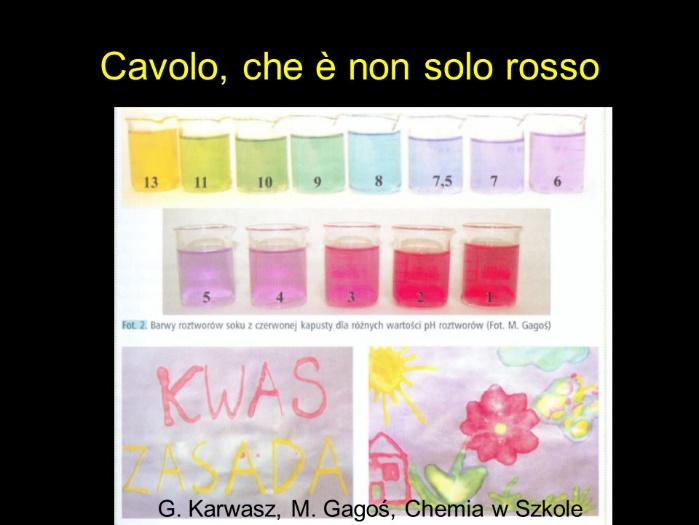 Cavolo, che è non solo rosso
13 11 10 9 8 7,5 7 6
5 4 3 2 1
Fot. 2. Barwy roztworów soku z czerwonej kapusty dla różnych wartości pH roztworów (Fot. M. Gagoś)
KWAS
ZASADA
G. Karwasz, M. Gagoś, Chemia w Szkole